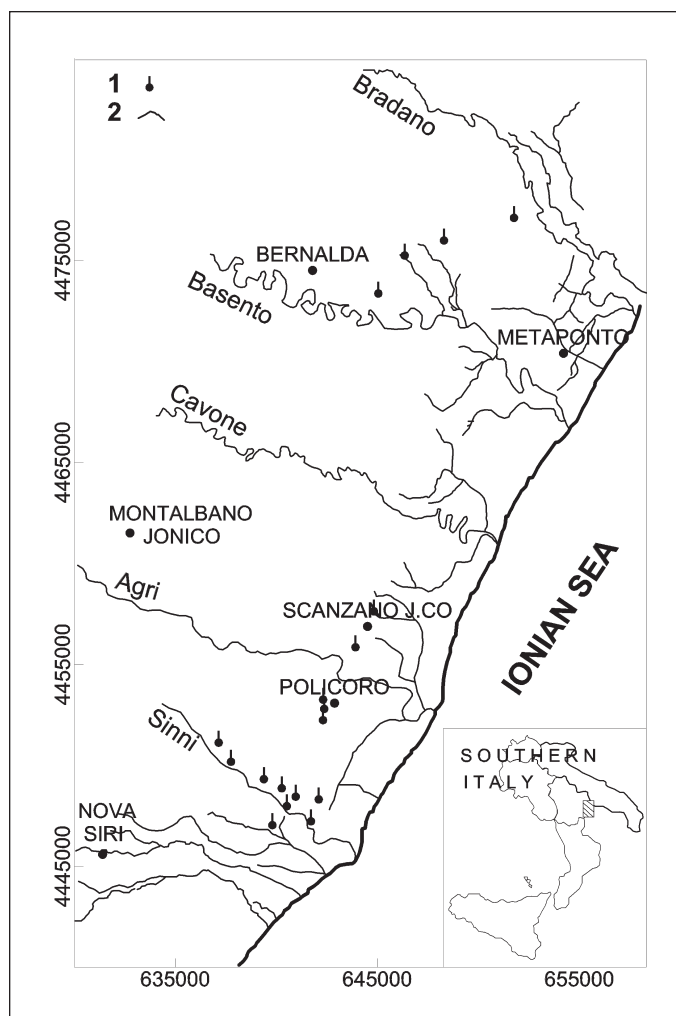 1
2
Bradano
4475000
BERNALDA
Basento
METAPONTO
Cavone
4465000
MONTALBANO
JONICO
Agri
SCANZANO J.CO
IONIAN SEA
4455000
POLICORO
Sinni
SOUTHERN
ITALY
NOVA
SIRI
4445000
635000
645000
655000